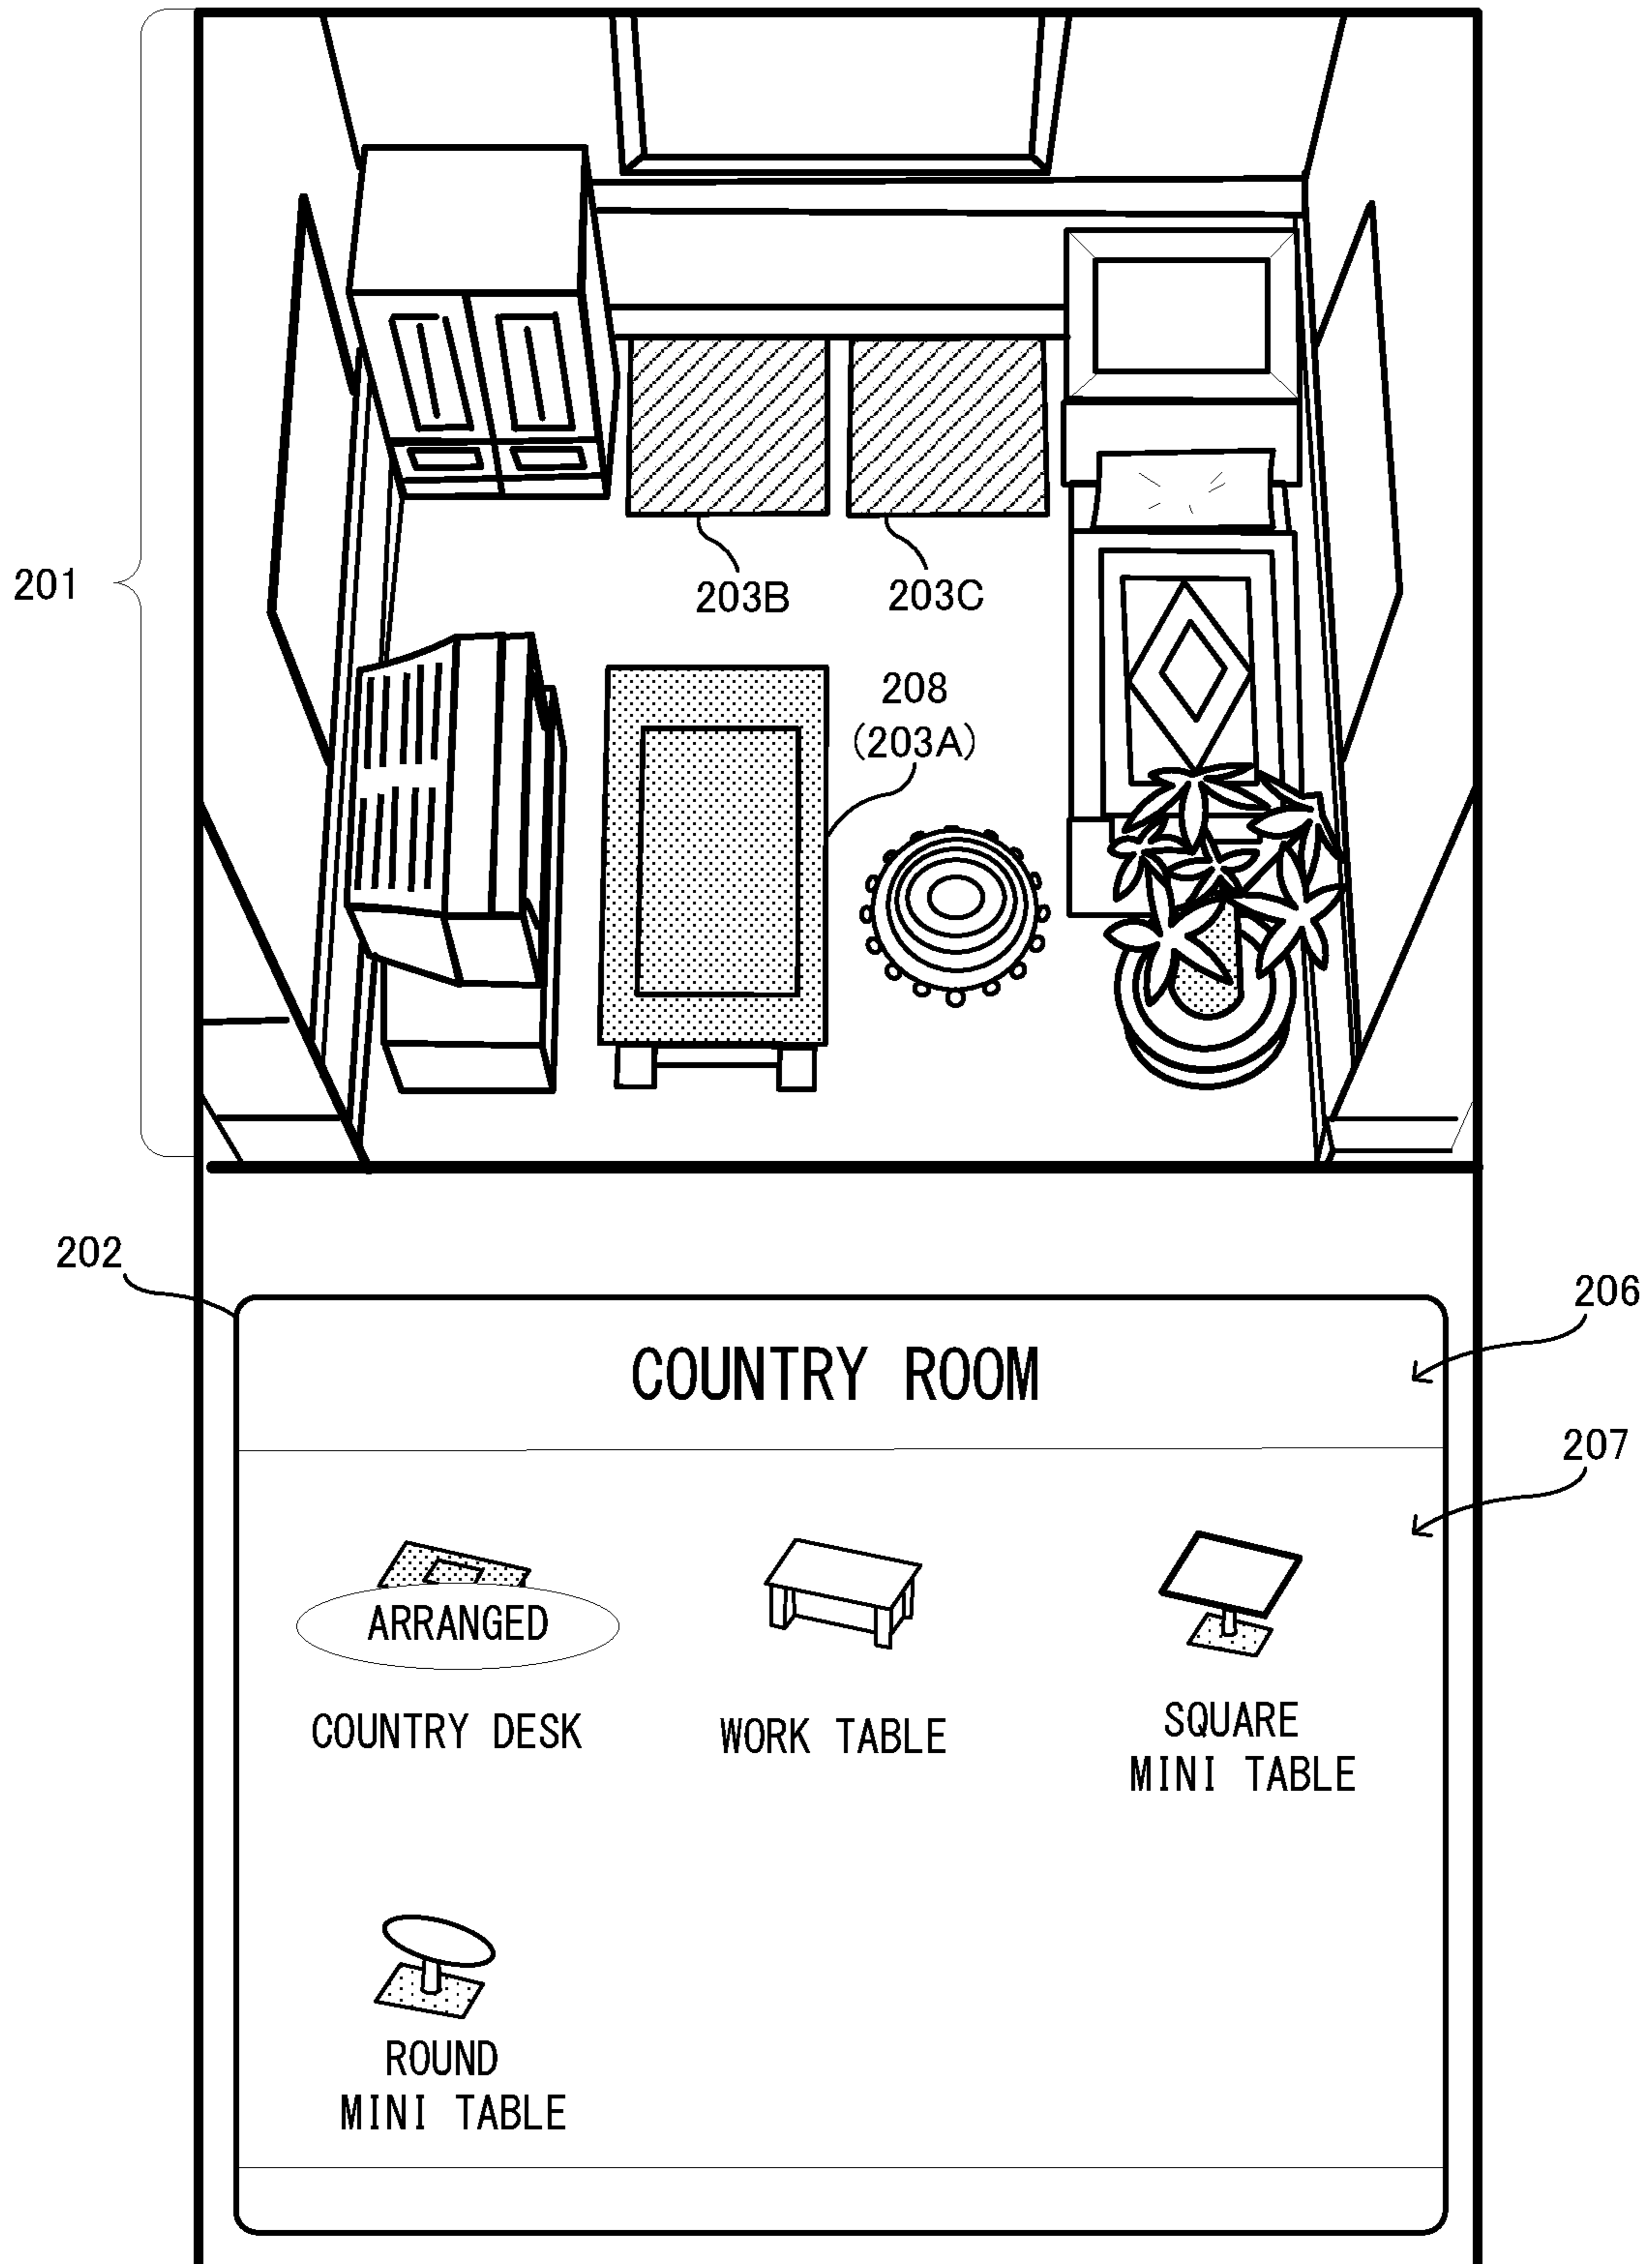 201
203B
203C
208
(203A)
202
206
COUNTRY ROOM
207
ARRANGED
COUNTRY DESK
WORK TABLE
SQUARE
MINI TABLE
ROUND
MINI TABLE